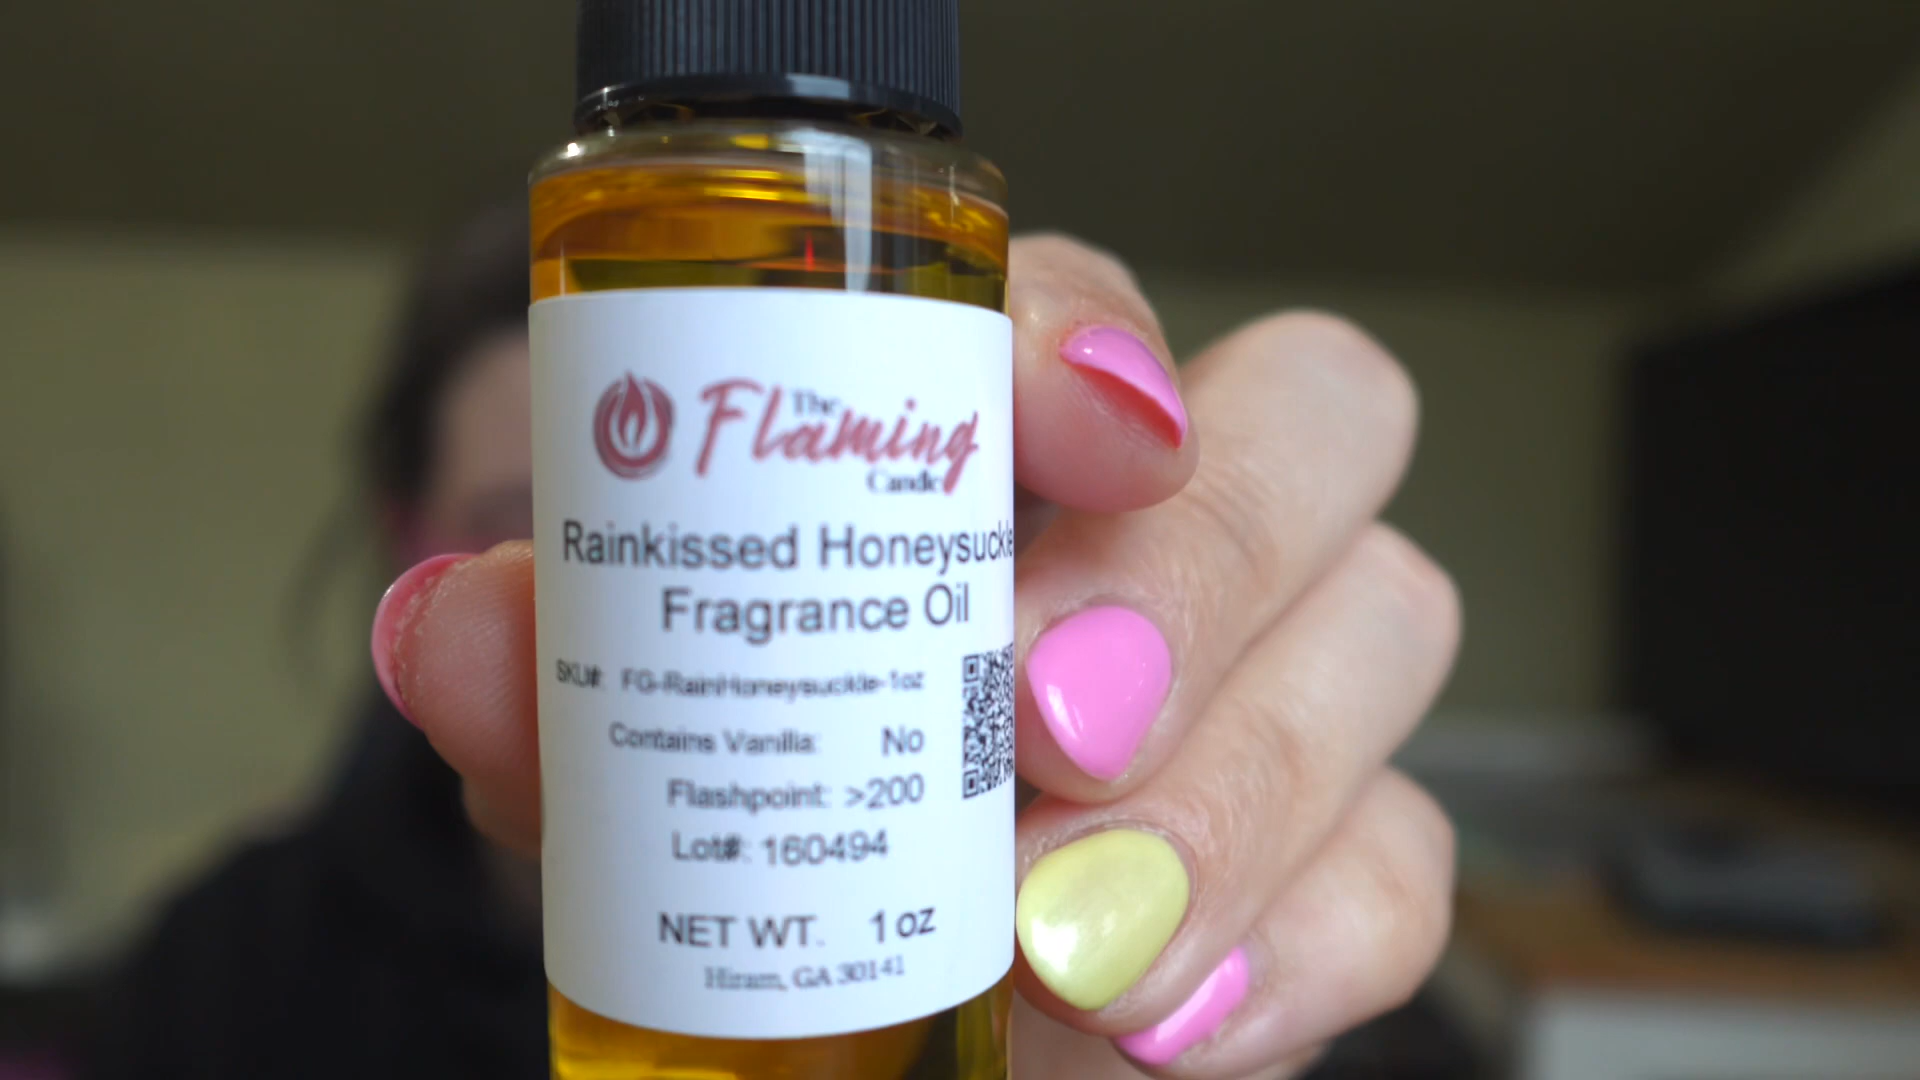 The
Flaming
Candle
Rainkissed Honeysuckle
Fragrance Oil
SKU#: FG-RainHoneysuckle-1oz
Contains Vanilla: No
Flashpoint: >200
Lot#: 160494
NET WT. 1 oz
Hiram, GA 30141